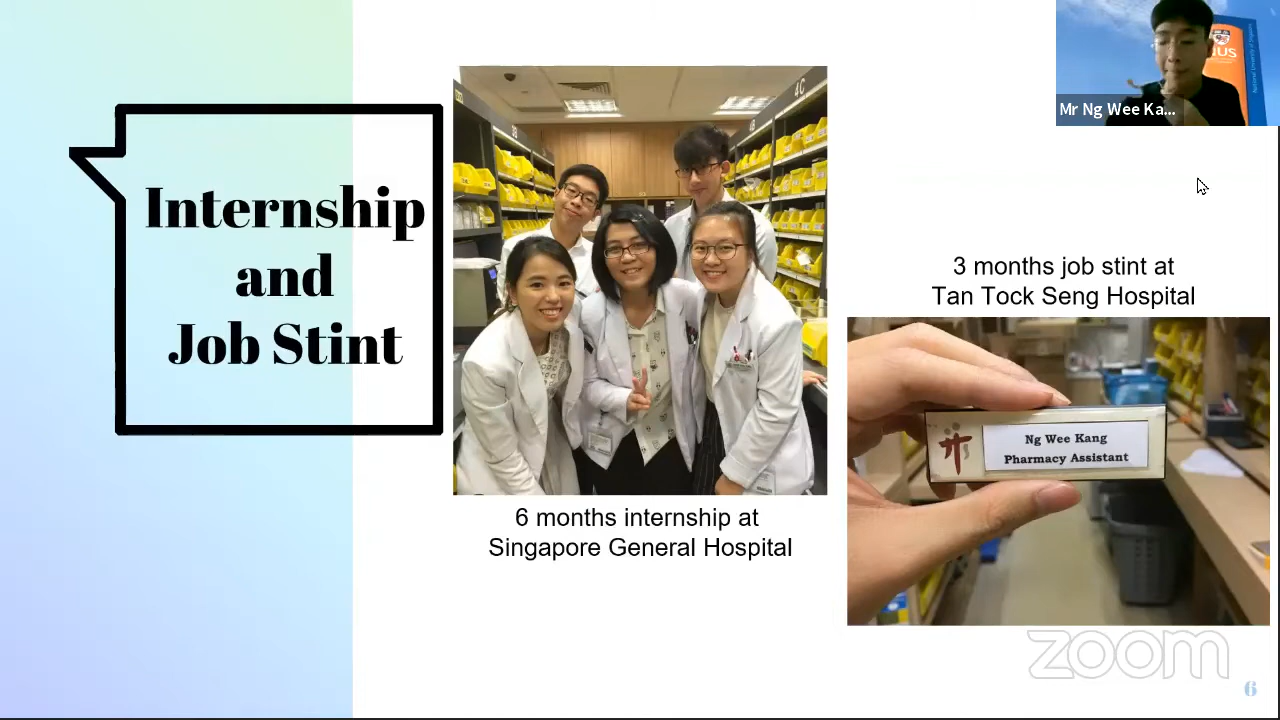 Internship
and
Job Stint
6 months internship at
Singapore General Hospital
3 months job stint at
Tan Tock Seng Hospital
Ng Wee Kang
Pharmacy Assistant
Mr Ng Wee Ka...
4C
zoom
6